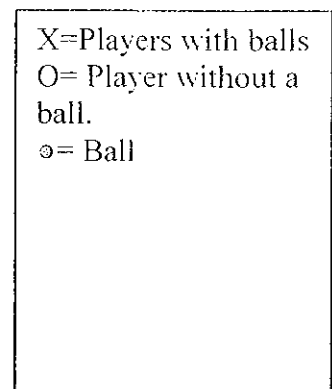 X=Players with balls
O= Player without a
ball.
๏= Ball